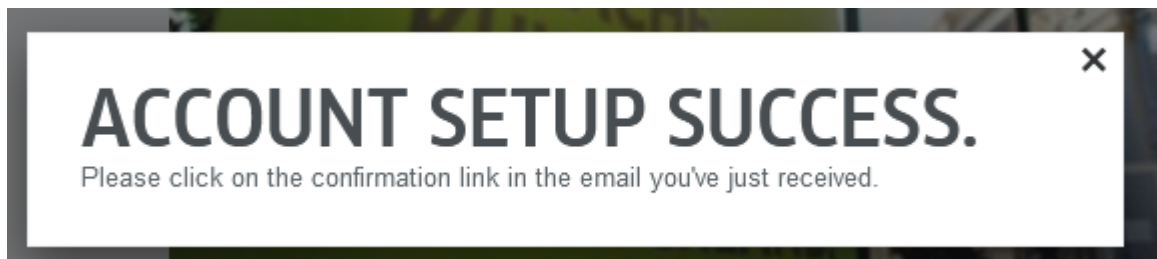 ACCOUNT SETUP SUCCESS.
Please click on the confirmation link in the email you've just received.